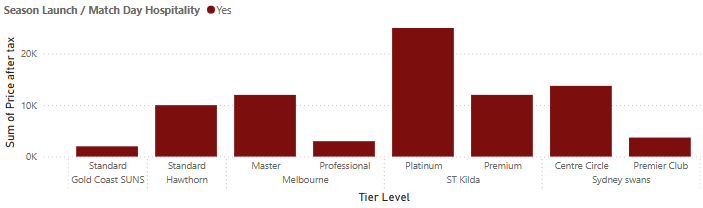 Season Launch / Match Day Hospitality Yes
Sum of Price after tax
20K
10K
0K
Standard Standard Master Professional Platinum Premium Centre Circle Premier Club
Gold Coast SUNS Hawthorn Melbourne ST Kilda Sydney swans
Tier Level